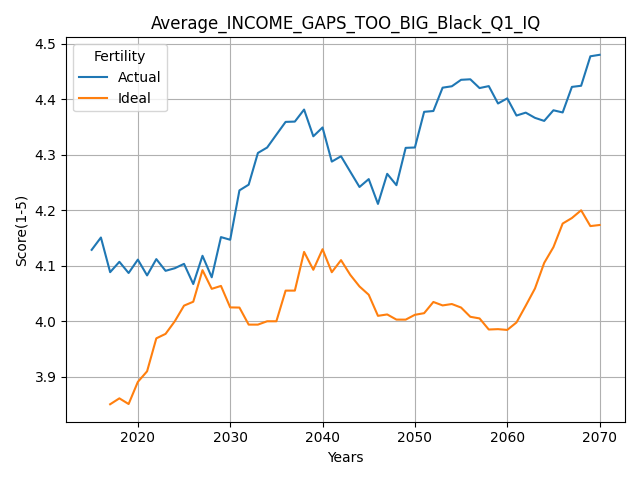 Average_INCOME_GAPS_TOO_BIG_Black_Q1_IQ
Fertility
Actual
Ideal
Score(1-5)
4.5
4.4
4.3
4.2
4.1
4.0
3.9
2020 2030 2040 2050 2060 2070
Years